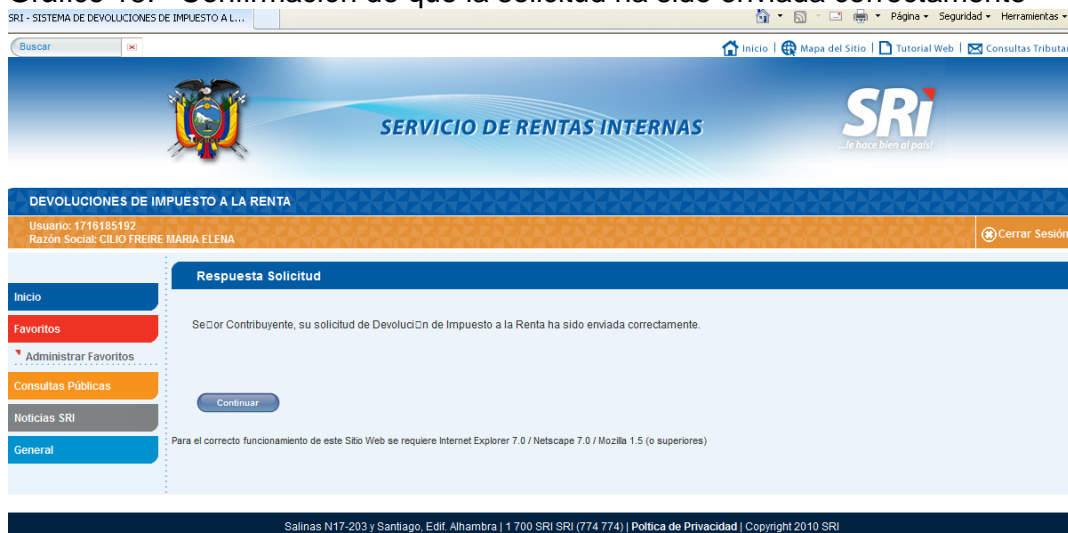 SRI - SISTEMA DE DEVOLUCIONES DE IMPUESTO A L...
Página Seguridad Herramientas
Buscar
Inicio | Mapa del Sitio | Tutorial Web | Consultas Tributar
SERVICIO DE RENTAS INTERNAS
SRi
...le hace bien al país!
DEVOLUCIONES DE IMPUESTO A LA RENTA
Usuario: 1716185192
Razón Social: CILIO FREIRE MARIA ELENA
Cerrar Sesión
Respuesta Solicitud
Inicio
Favoritos
Administrar Favoritos
Consultas Públicas
Noticias SRI
General
Se□or Contribuyente, su solicitud de Devoluci□n de Impuesto a la Renta ha sido enviada correctamente.
Continuar
Para el correcto funcionamiento de este Sitio Web se requiere Internet Explorer 7.0 / Netscape 7.0 / Mozilla 1.5 (o superiores)
Salinas N17-203 y Santiago, Edif. Alhambra | 1 700 SRI SRI (774 774) | Poltica de Privacidad | Copyright 2010 SRI